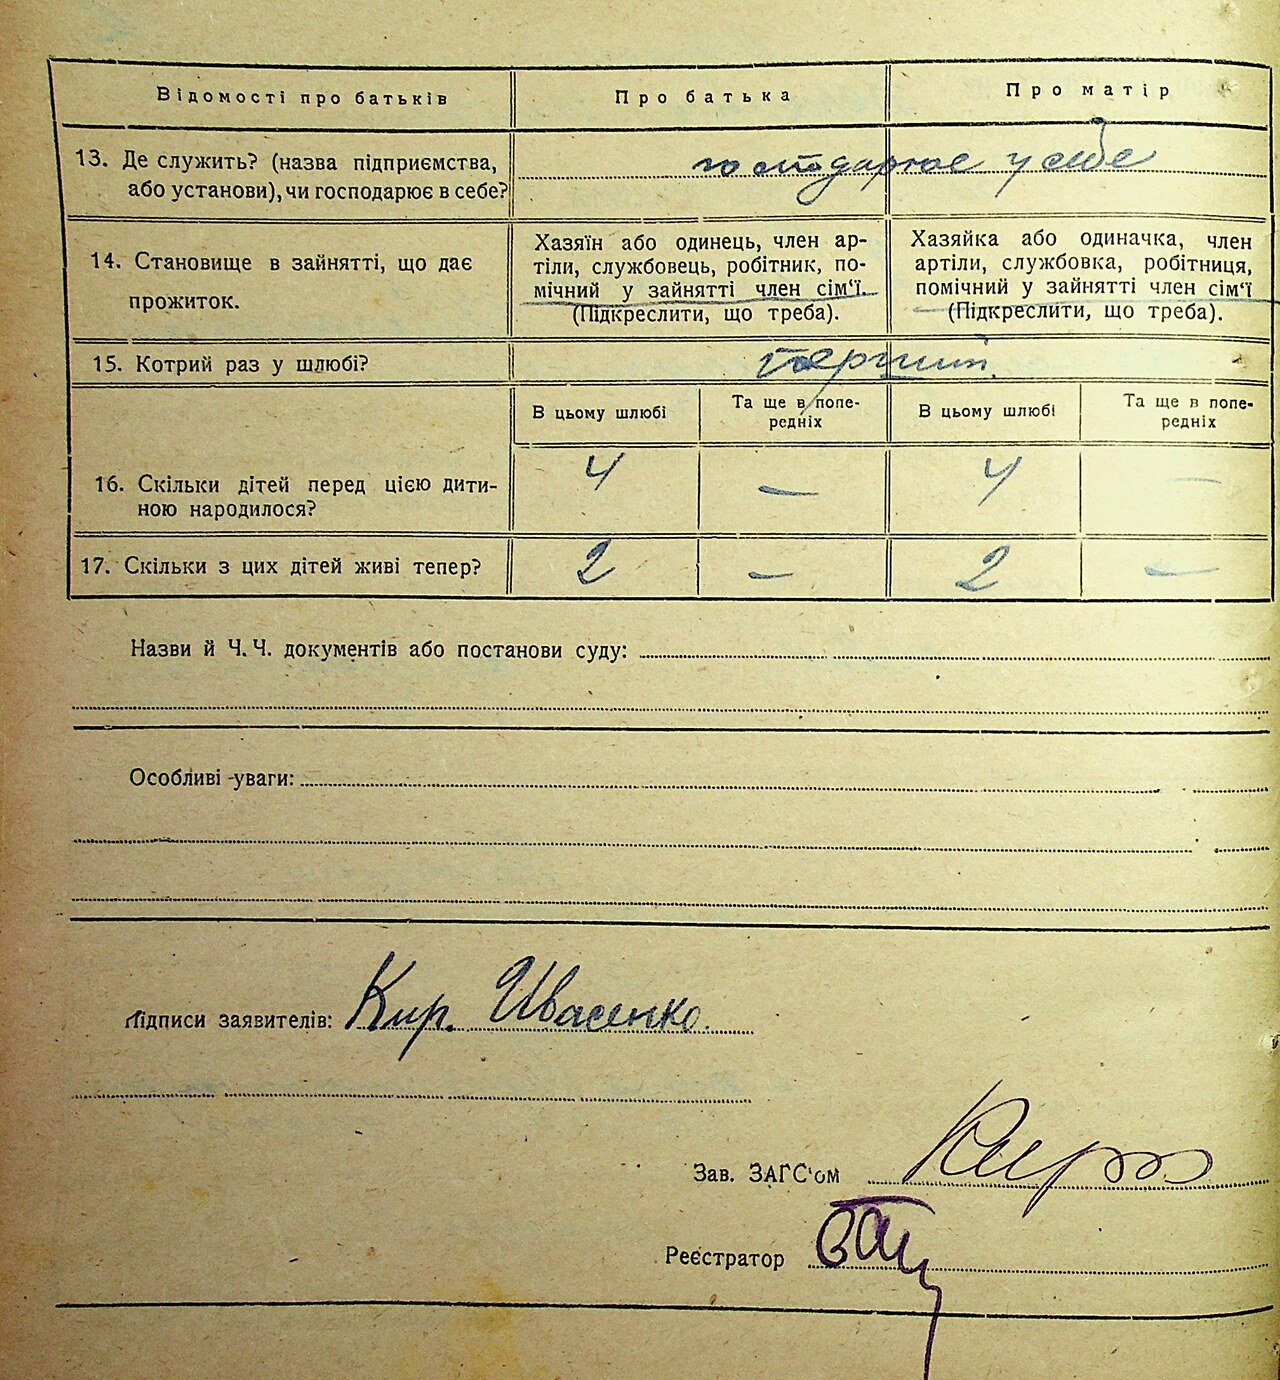 Відомості про батьків Про батька Про матір
13. Де служить? (назва підприємства,
або установи), чи господарює в себе?
господарює у себе
14. Становище в зайнятті, що дає
прожиток.
Хазяїн або одинець, член ар-
тіли, службовець, робітник, по-
мічний у зайнятті член сім‘ї.
(Підкреслити, що треба).
Хазяйка або одиначка, член
артіли, службовка, робітниця,
помічний у зайнятті член сім‘ї
(Підкреслити, що треба).
15. Котрий раз у шлюбі? перший
В цьому шлюбі
Та ще в попе-
редніх
В цьому шлюбі
Та ще в попе-
редніх
16. Скільки дітей перед цією дити-
ною народилося?
4 — 4 —
17. Скільки з цих дітей живі тепер? 2 — 2 —
Назви й Ч. Ч. документів або постанови суду:
Особливі уваги:
Підписи заявителів: Кир. Ивасенко
Зав. ЗАГС‘ом
Реєстратор